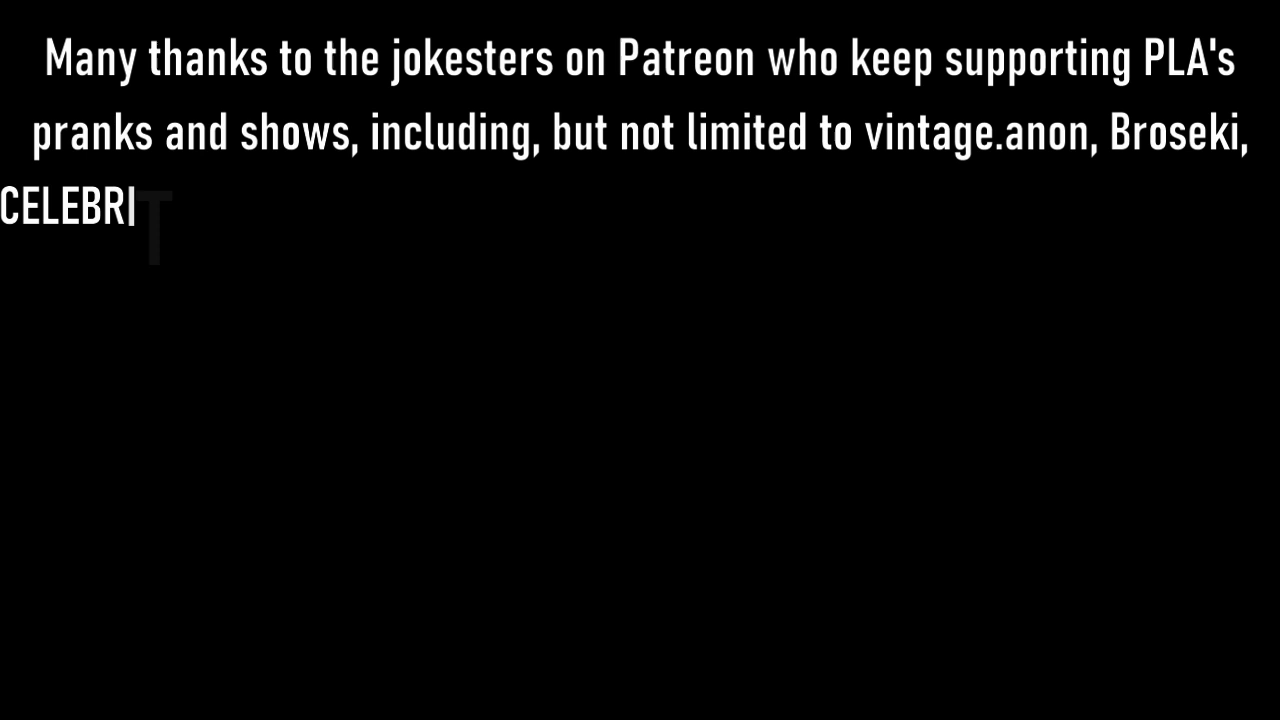 Many thanks to the jokesters on Patreon who keep supporting PLA's
pranks and shows, including, but not limited to vintage.anon, Broseki,
CELEBRIT